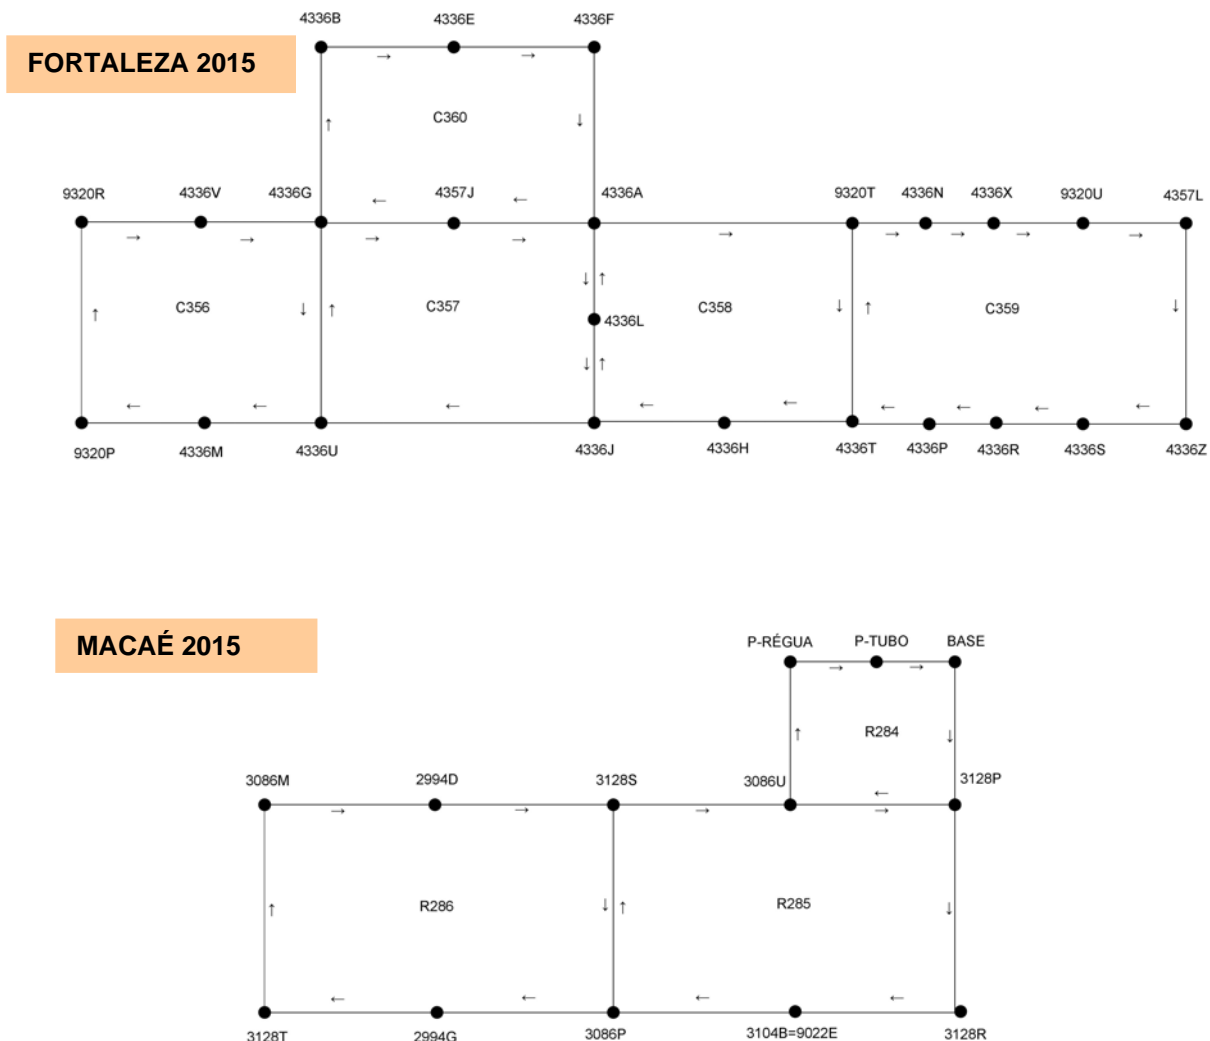 4336B 4336E 4336F
FORTALEZA 2015
C360
9320R 4336V 4336G 4357J 4336A 9320T 4336N 4336X 9320U 4357L
C356 C357 C358 C359
4336L
9320P 4336M 4336U 4336J 4336H 4336T 4336P 4336R 4336S 4336Z
MACAÉ 2015
P-RÉGUA P-TUBO BASE
R284
3086M 2994D 3128S 3086U 3128P
R286 R285
3128T 2994G 3086P 3104B=9022E 3128R